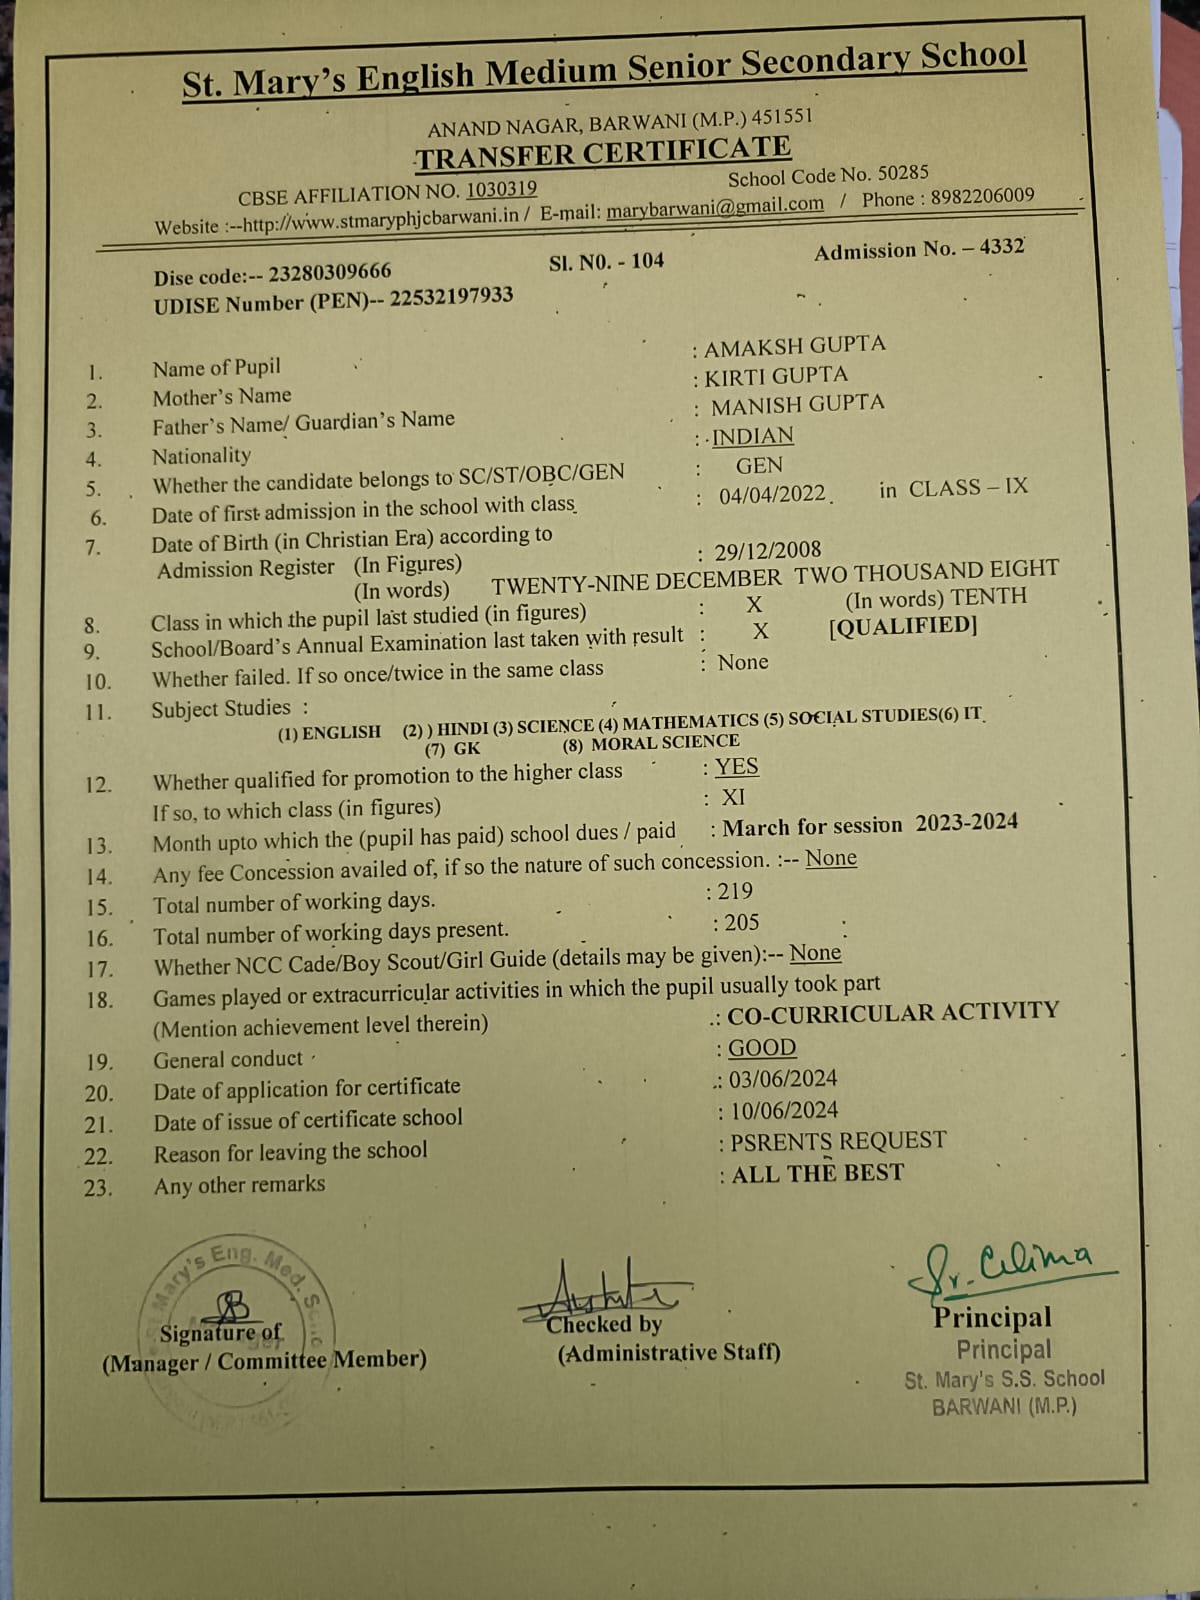 St. Mary's English Medium Senior Secondary School
ANAND NAGAR, BARWANI (M.P.) 451551
TRANSFER CERTIFICATE
CBSE AFFILIATION NO. 1030319 School Code No. 50285
Website :--http://www.stmaryphjcbarwani.in / E-mail: marybarwani@gmail.com / Phone : 8982206009
Dise code:-- 23280309666 Sl. N0. - 104 Admission No. – 4332
UDISE Number (PEN)-- 22532197933
1. Name of Pupil : AMAKSH GUPTA
2. Mother's Name : KIRTI GUPTA
3. Father's Name/ Guardian's Name : MANISH GUPTA
4. Nationality : INDIAN
5. Whether the candidate belongs to SC/ST/OBC/GEN : GEN
6. Date of first admission in the school with class : 04/04/2022 in CLASS – IX
7. Date of Birth (in Christian Era) according to
Admission Register (In Figures) : 29/12/2008
(In words) TWENTY-NINE DECEMBER TWO THOUSAND EIGHT
8. Class in which the pupil last studied (in figures) : X (In words) TENTH
9. School/Board's Annual Examination last taken with result : X [QUALIFIED]
10. Whether failed. If so once/twice in the same class : None
11. Subject Studies :
(1) ENGLISH (2) ) HINDI (3) SCIENCE (4) MATHEMATICS (5) SOCIAL STUDIES(6) IT
(7) GK (8) MORAL SCIENCE
12. Whether qualified for promotion to the higher class : YES
If so, to which class (in figures) : XI
13. Month upto which the (pupil has paid) school dues / paid : March for session 2023-2024
14. Any fee Concession availed of, if so the nature of such concession. :-- None
15. Total number of working days. : 219
16. Total number of working days present. : 205
17. Whether NCC Cade/Boy Scout/Girl Guide (details may be given):-- None
18. Games played or extracurricular activities in which the pupil usually took part
(Mention achievement level therein) : CO-CURRICULAR ACTIVITY
19. General conduct : GOOD
20. Date of application for certificate : 03/06/2024
21. Date of issue of certificate school : 10/06/2024
22. Reason for leaving the school : PSRENTS REQUEST
23. Any other remarks : ALL THE BEST
Mary's Eng. Med.
Sr. Celima
Signature of Checked by Principal
(Manager / Committee Member) (Administrative Staff) Principal
St. Mary's S.S. School
BARWANI (M.P.)